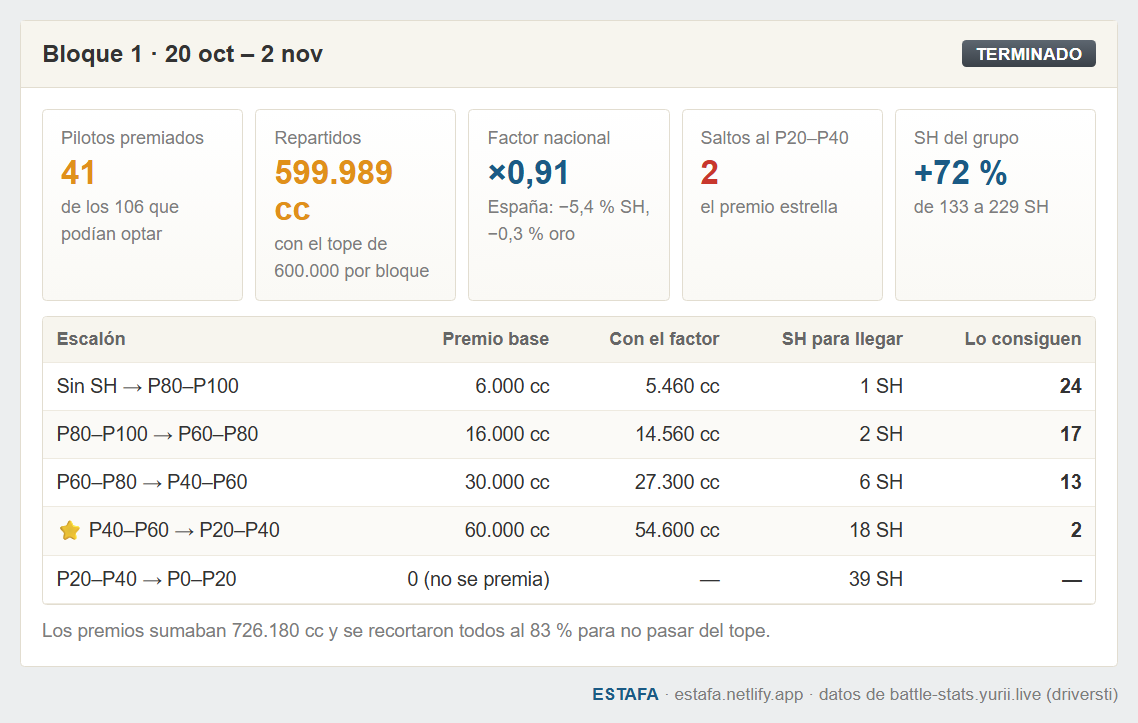 Bloque 1 · 20 oct – 2 nov
TERMINADO
Pilotos premiados
41
de los 106 que
podían optar
Repartidos
599.989
cc
con el tope de
600.000 por bloque
Factor nacional
×0,91
España: −5,4 % SH,
−0,3 % oro
Saltos al P20–P40
2
el premio estrella
SH del grupo
+72 %
de 133 a 229 SH
Escalón Premio base Con el factor SH para llegar Lo consiguen
Sin SH → P80–P100 6.000 cc 5.460 cc 1 SH 24
P80–P100 → P60–P80 16.000 cc 14.560 cc 2 SH 17
P60–P80 → P40–P60 30.000 cc 27.300 cc 6 SH 13
⭐ P40–P60 → P20–P40 60.000 cc 54.600 cc 18 SH 2
P20–P40 → P0–P20 0 (no se premia) — 39 SH —
Los premios sumaban 726.180 cc y se recortaron todos al 83 % para no pasar del tope.
ESTAFA · estafa.netlify.app · datos de battle-stats.yurii.live (driversti)